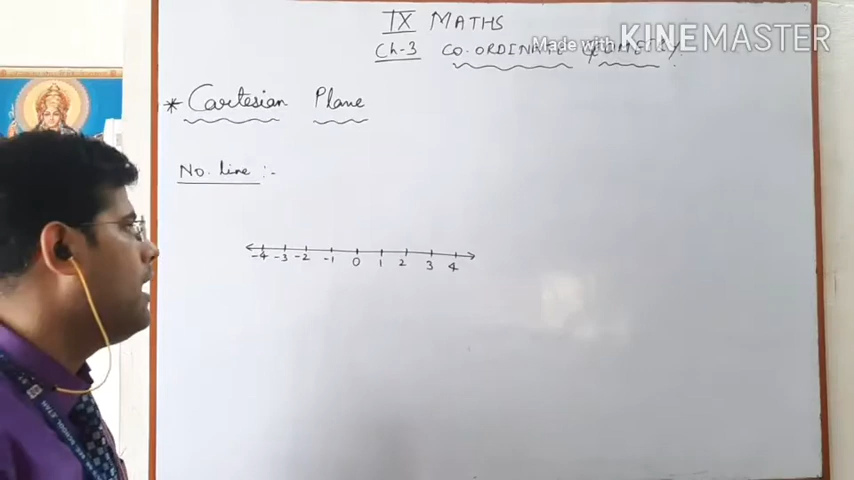 IX MATHS
Ch-3 CO-ORDINATE GEOMETRY.
Made with KINEMASTER
* Cartesian Plane
No. line :-
-4 -3 -2 -1 0 1 2 3 4